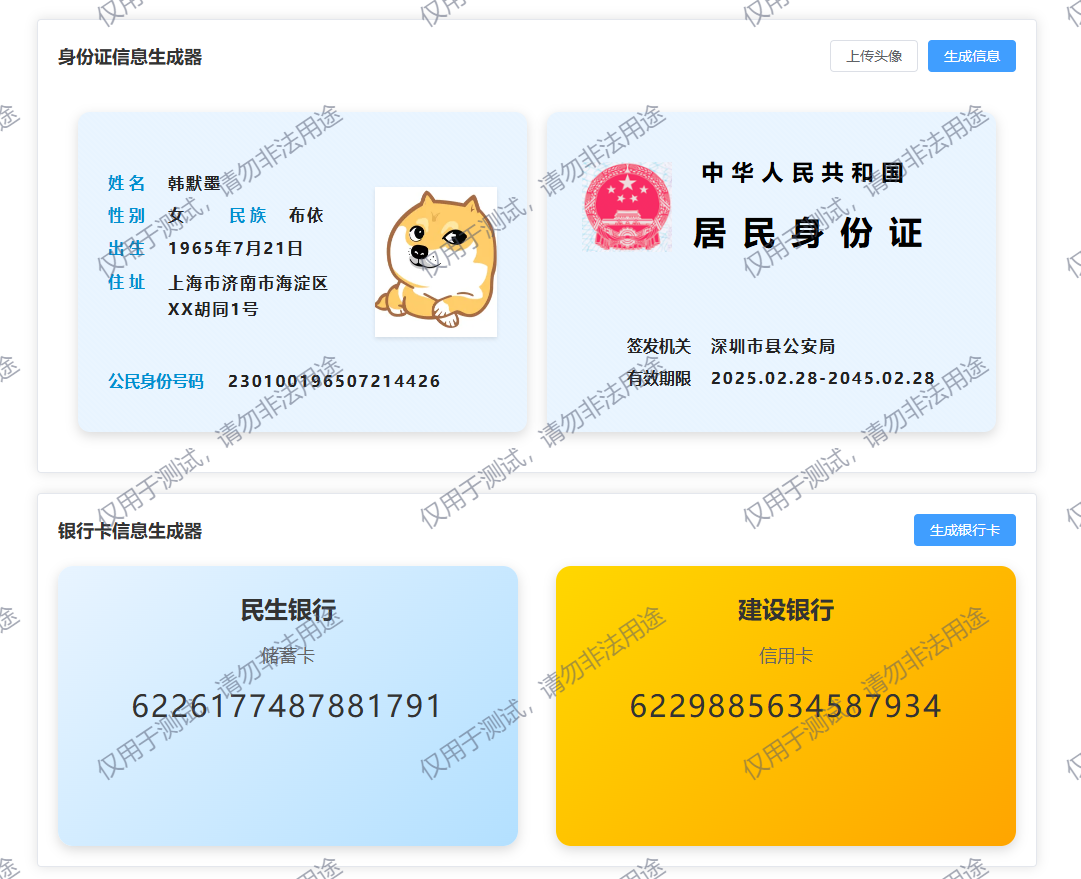 身份证信息生成器
上传头像
生成信息
姓名 韩默墨
性别 女 民族 布依
出生 1965年7月21日
住址 上海市济南市海淀区
XX胡同1号
公民身份号码 230100196507214426
中华人民共和国
居民身份证
签发机关 深圳市县公安局
有效期限 2025.02.28-2045.02.28
银行卡信息生成器
生成银行卡
民生银行
储蓄卡
6226177487881791
建设银行
信用卡
6229885634587934
仅用于测试，请勿非法用途